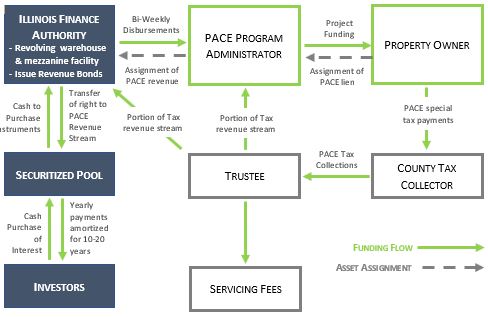 ILLINOIS FINANCE
AUTHORITY
- Revolving warehouse
& mezzanine facility
- Issue Revenue Bonds
Bi-Weekly
Disbursements
Assignment of
PACE revenue
PACE PROGRAM
ADMINISTRATOR
Project
Funding
Assignment of
PACE lien
PROPERTY OWNER
Cash to
Purchase
nstruments
Transfer
of right to
PACE
Revenue
Stream
Portion of Tax
revenue stream
Portion of Tax
revenue stream
PACE special
tax payments
SECURITIZED POOL
TRUSTEE
PACE Tax
Collections
COUNTY TAX
COLLECTOR
Cash
Purchase
of
Interest
Yearly
payments
amortized
for 10-20
years
FUNDING FLOW
ASSET ASSIGNMENT
INVESTORS
SERVICING FEES